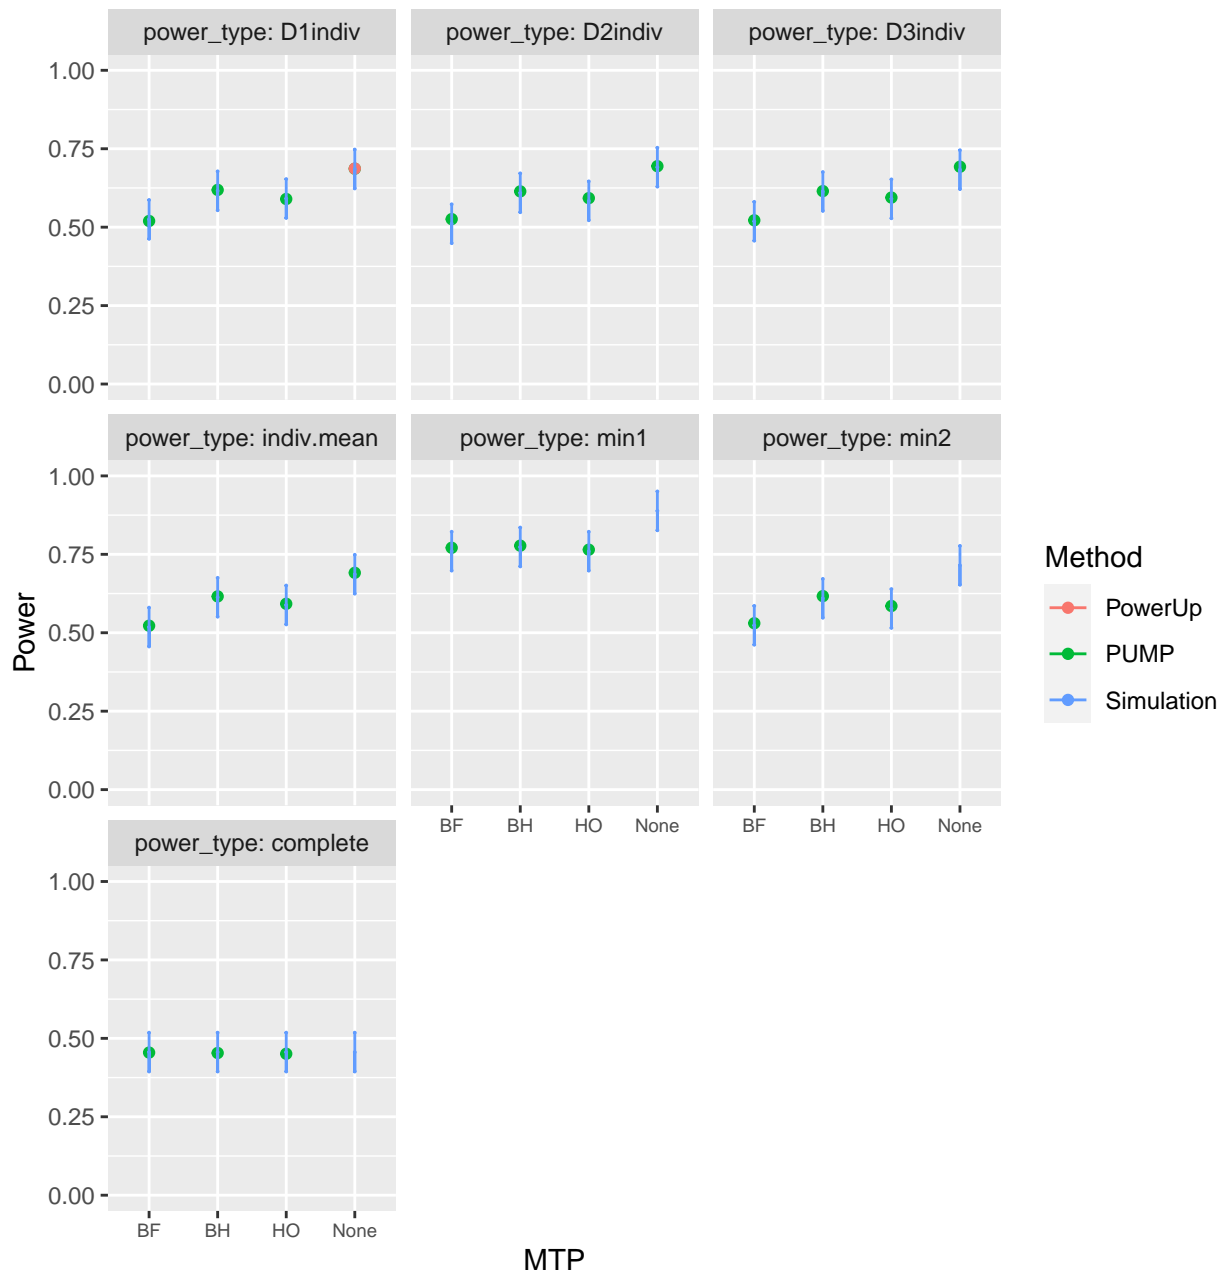 power_type: D1indiv power_type: D2indiv power_type: D3indiv
1.00
0.75
0.50
0.25
0.00
power_type: indiv.mean power_type: min1 power_type: min2
1.00
0.75
0.50
0.25
0.00
BF BH HO None BF BH HO None
power_type: complete
1.00
0.75
0.50
0.25
0.00
BF BH HO None
MTP
Power
Method
PowerUp
PUMP
Simulation